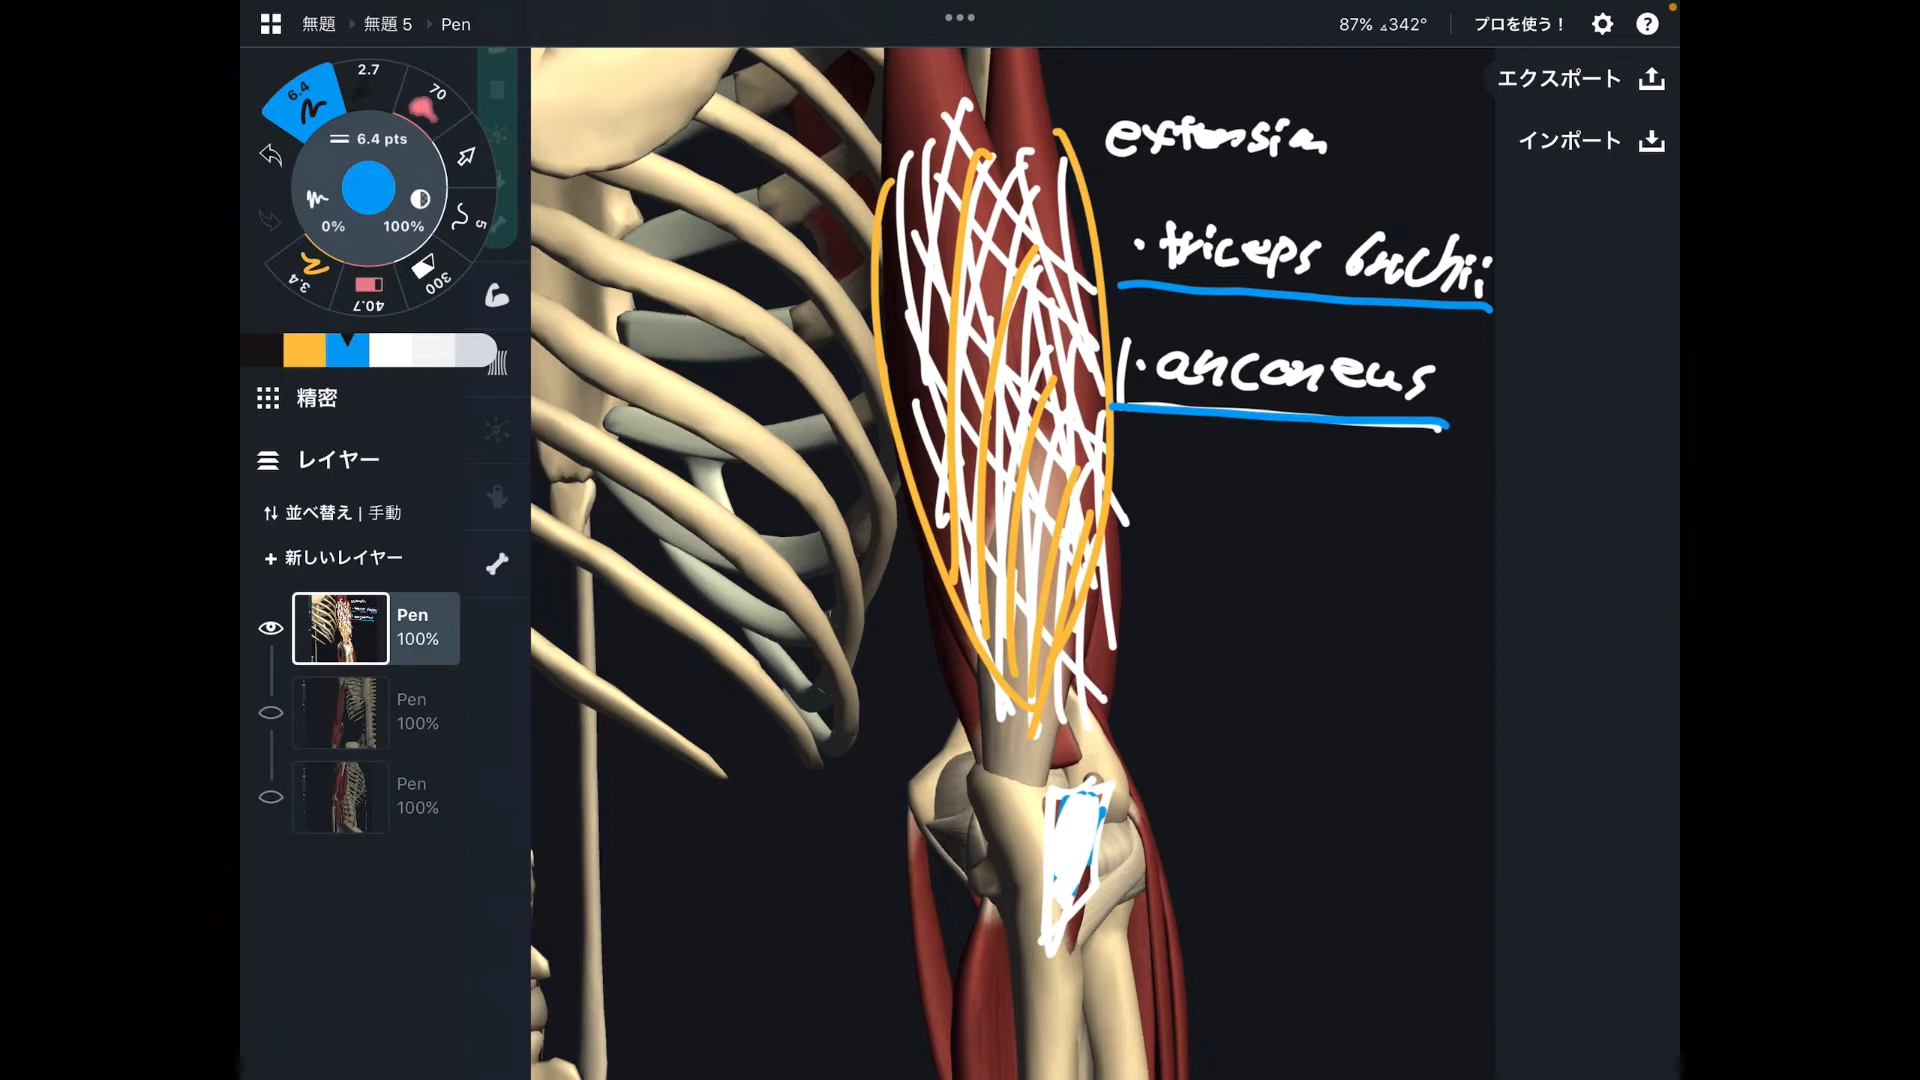 無題 無題 5 Pen
87% ⊿342° プロを使う！
エクスポート
インポート
2.7
6.4
70
6.4 pts
0% 100%
5
3.4
40.7
300
精密
レイヤー
並べ替え | 手動
+ 新しいレイヤー
Pen
100%
Pen
100%
Pen
100%
extension
・triceps brachii
・anconeus